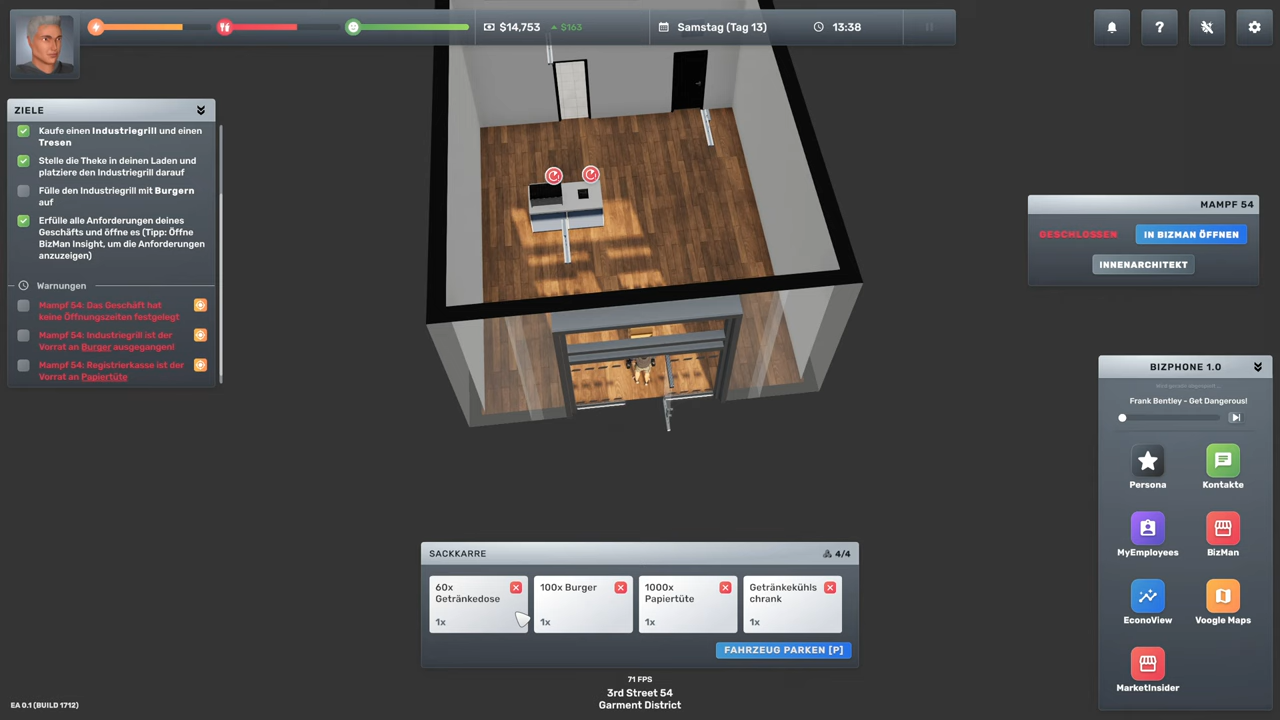 $14,753
$163
Samstag (Tag 13)
13:38
ZIELE
Kaufe einen Industriegrill und einen
Tresen
Stelle die Theke in deinen Laden und
platziere den Industriegrill darauf
Fülle den Industriegrill mit Burgern
auf
Erfülle alle Anforderungen deines
Geschäfts und öffne es (Tipp: Öffne
BizMan Insight, um die Anforderungen
anzuzeigen)
Warnungen
Mampf 54: Das Geschäft hat
keine Öffnungszeiten festgelegt
Mampf 54: Industriegrill ist der
Vorrat an Burger ausgegangen!
Mampf 54: Registrierkasse ist der
Vorrat an Papiertüte
MAMPF 54
GESCHLOSSEN
IN BIZMAN ÖFFNEN
INNENARCHITEKT
BIZPHONE 1.0
Frank Bentley - Get Dangerous!
Persona
Kontakte
MyEmployees
BizMan
EconoView
Voogle Maps
MarketInsider
SACKKARRE
4/4
60x
Getränkedose
1x
100x Burger
1x
1000x
Papiertüte
1x
Getränkekühls
chrank
1x
FAHRZEUG PARKEN [P]
71 FPS
3rd Street 54
Garment District
EA 0.1 (BUILD 1712)